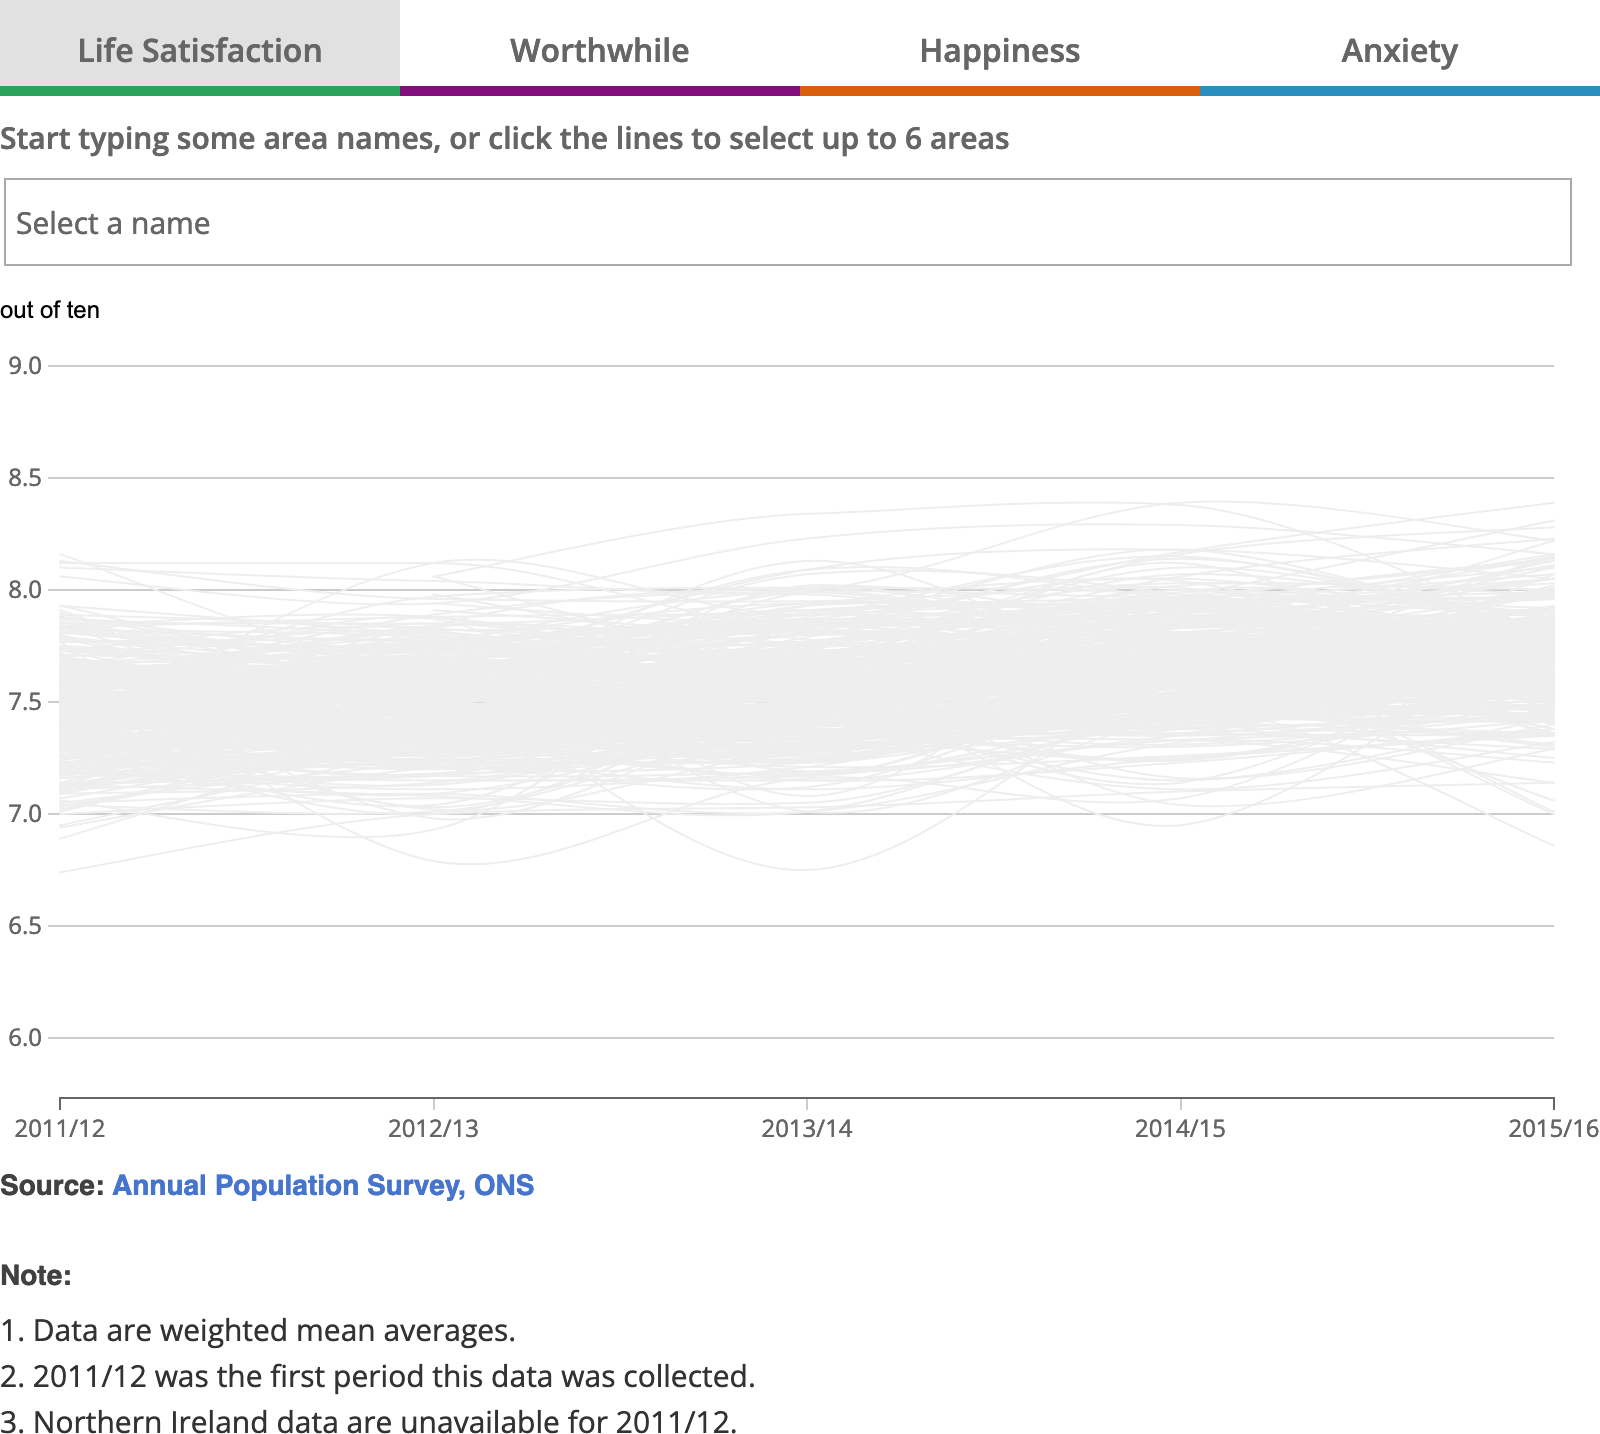 Life Satisfaction Worthwhile Happiness Anxiety
Start typing some area names, or click the lines to select up to 6 areas
Select a name
out of ten
9.0
8.5
8.0
7.5
7.0
6.5
6.0
2011/12 2012/13 2013/14 2014/15 2015/16
Source: Annual Population Survey, ONS
Note:
1. Data are weighted mean averages.
2. 2011/12 was the first period this data was collected.
3. Northern Ireland data are unavailable for 2011/12.